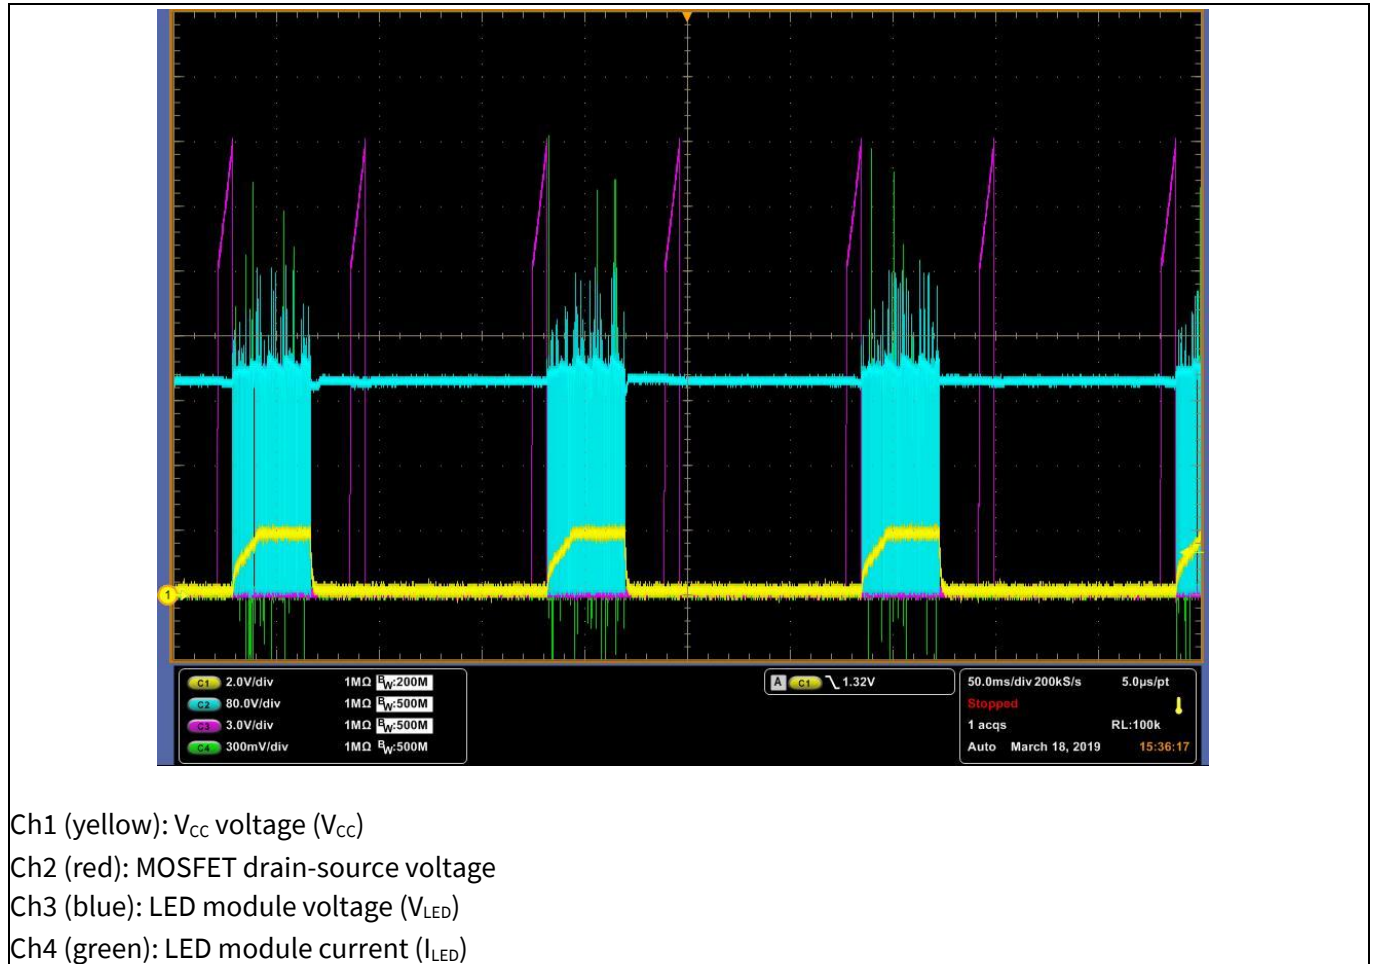 1
C1 2.0V/div 1MΩ BW:200M
C2 80.0V/div 1MΩ BW:500M
C3 3.0V/div 1MΩ BW:500M
C4 300mV/div 1MΩ BW:500M
A C1 1.32V
50.0ms/div 200kS/s 5.0µs/pt
Stopped
1 acqs RL:100k
Auto March 18, 2019 15:36:17
Ch1 (yellow): VCC voltage (VCC)
Ch2 (red): MOSFET drain-source voltage
Ch3 (blue): LED module voltage (VLED)
Ch4 (green): LED module current (ILED)